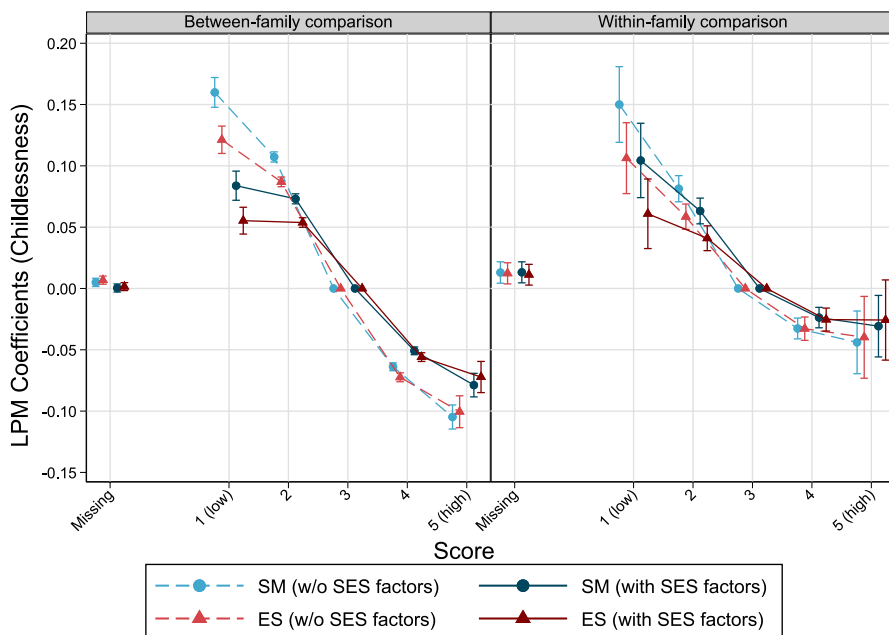 Between-family comparison
Within-family comparison
LPM Coefficients (Childlessness)
0.20
0.15
0.10
0.05
0.00
-0.05
-0.10
-0.15
Missing
1 (low)
2
3
4
5 (high)
Missing
1 (low)
2
3
4
5 (high)
Score
SM (w/o SES factors)
SM (with SES factors)
ES (w/o SES factors)
ES (with SES factors)